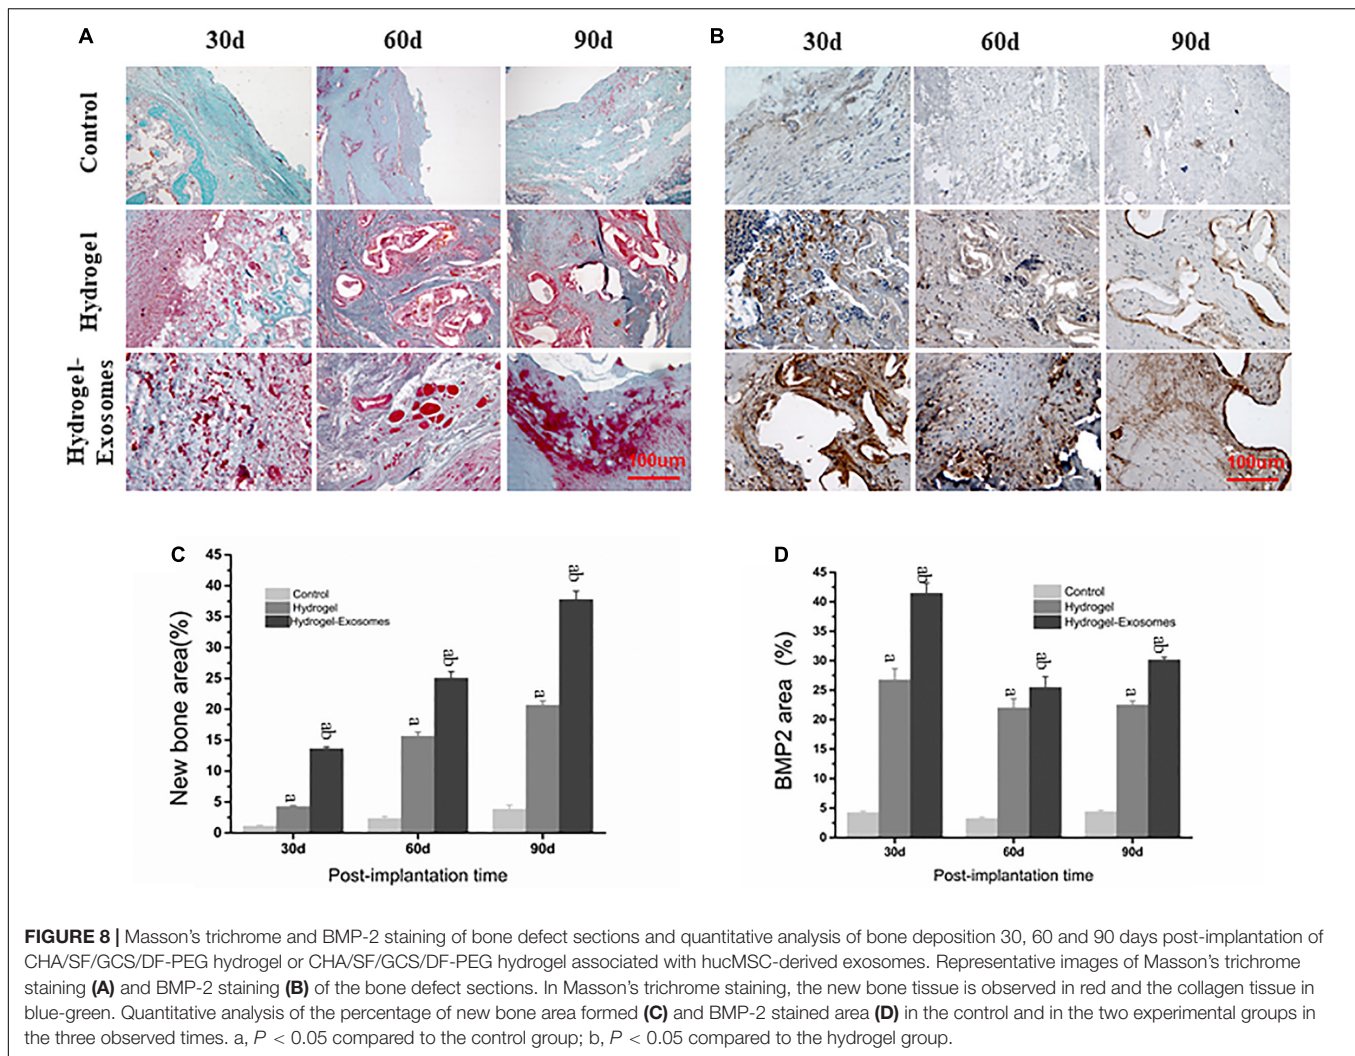 A
30d 60d 90d
B
30d 60d 90d
Control
Hydrogel
Hydrogel-
Exosomes
100um
100um
C
45
40
35
30
25
20
15
10
5
0
New bone area(%)
Control
Hydrogel
Hydrogel-Exosomes
a
ab
a
ab
a
ab
30d 60d 90d
Post-implantation time
D
45
40
35
30
25
20
15
10
5
0
BMP2 area (%)
Control
Hydrogel
Hydrogel-Exosomes
a
ab
a
ab
a
ab
30d 60d 90d
Post-implantation time
FIGURE 8 | Masson's trichrome and BMP-2 staining of bone defect sections and quantitative analysis of bone deposition 30, 60 and 90 days post-implantation of
CHA/SF/GCS/DF-PEG hydrogel or CHA/SF/GCS/DF-PEG hydrogel associated with hucMSC-derived exosomes. Representative images of Masson's trichrome
staining (A) and BMP-2 staining (B) of the bone defect sections. In Masson's trichrome staining, the new bone tissue is observed in red and the collagen tissue in
blue-green. Quantitative analysis of the percentage of new bone area formed (C) and BMP-2 stained area (D) in the control and in the two experimental groups in
the three observed times. a, P < 0.05 compared to the control group; b, P < 0.05 compared to the hydrogel group.